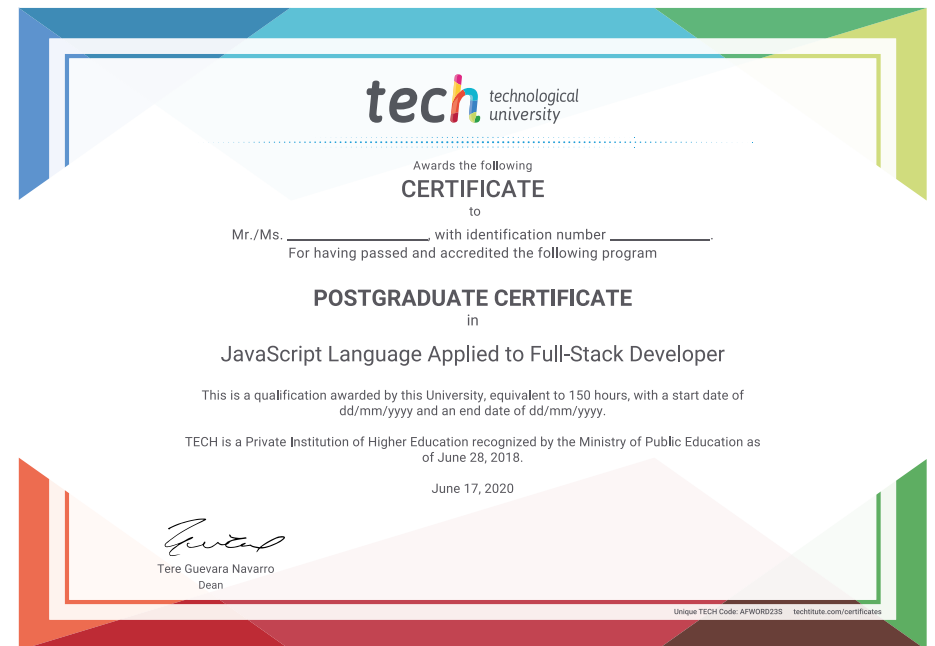 tech technological
university
Awards the following
CERTIFICATE
to
Mr./Ms. ____________________, with identification number ______________.
For having passed and accredited the following program
POSTGRADUATE CERTIFICATE
in
JavaScript Language Applied to Full-Stack Developer
This is a qualification awarded by this University, equivalent to 150 hours, with a start date of
dd/mm/yyyy and an end date of dd/mm/yyyy.
TECH is a Private Institution of Higher Education recognized by the Ministry of Public Education as
of June 28, 2018.
June 17, 2020
Tere Guevara Navarro
Dean
Unique TECH Code: AFWORD23S techtitute.com/certificates